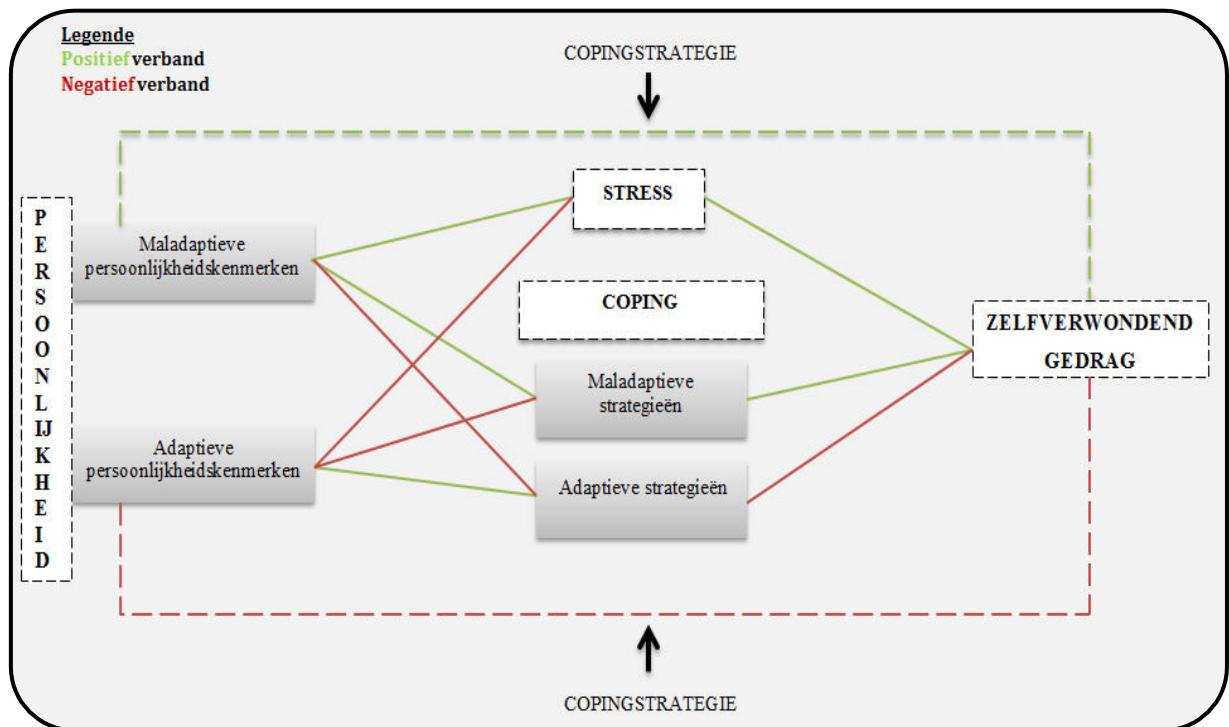 Legende
Positief verband
Negatief verband
COPINGSTRATEGIE
PERSOONLIJKHEID
Maladaptieve
persoonlijkheidskenmerken
Adaptieve
persoonlijkheidskenmerken
STRESS
COPING
Maladaptieve
strategieën
Adaptieve strategieën
ZELFVERWONDEND
GEDRAG
COPINGSTRATEGIE